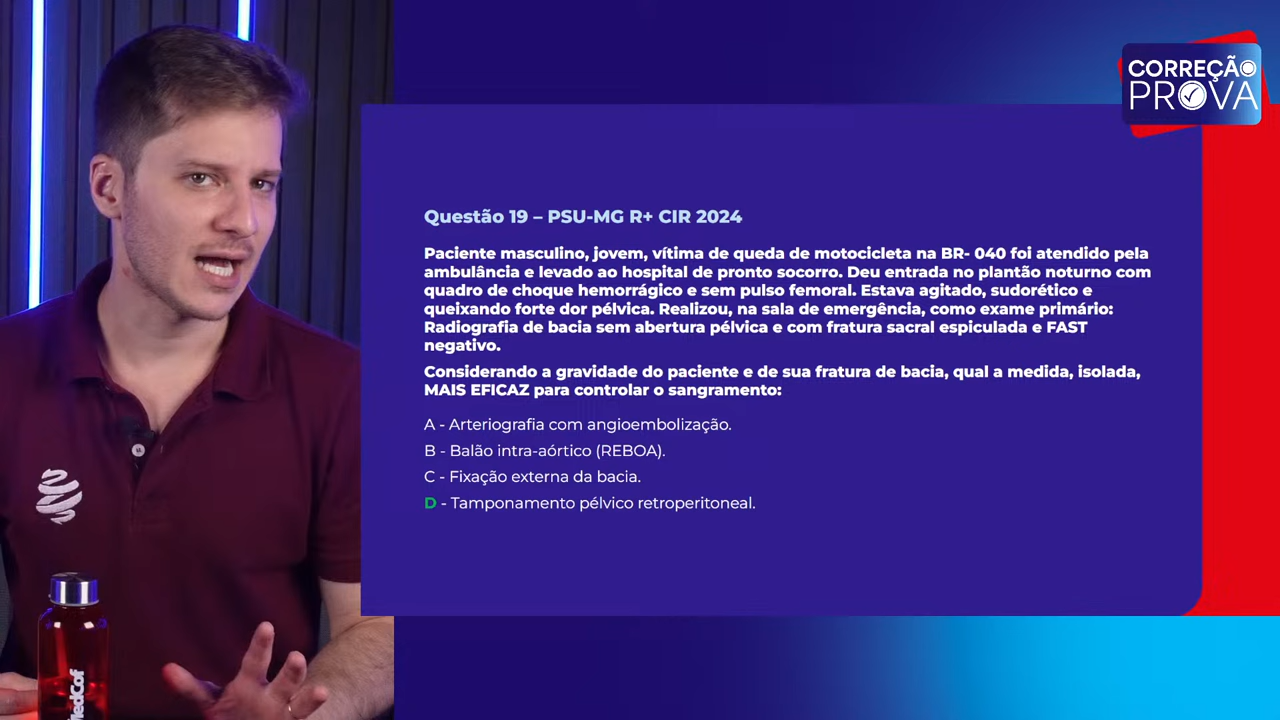 CORREÇÃO
PROVA
Questão 19 – PSU-MG R+ CIR 2024
Paciente masculino, jovem, vítima de queda de motocicleta na BR- 040 foi atendido pela
ambulância e levado ao hospital de pronto socorro. Deu entrada no plantão noturno com
quadro de choque hemorrágico e sem pulso femoral. Estava agitado, sudorético e
queixando forte dor pélvica. Realizou, na sala de emergência, como exame primário:
Radiografia de bacia sem abertura pélvica e com fratura sacral espiculada e FAST
negativo.
Considerando a gravidade do paciente e de sua fratura de bacia, qual a medida, isolada,
MAIS EFICAZ para controlar o sangramento:
A - Arteriografia com angioembolização.
B - Balão intra-aórtico (REBOA).
C - Fixação externa da bacia.
D - Tamponamento pélvico retroperitoneal.
MedCof